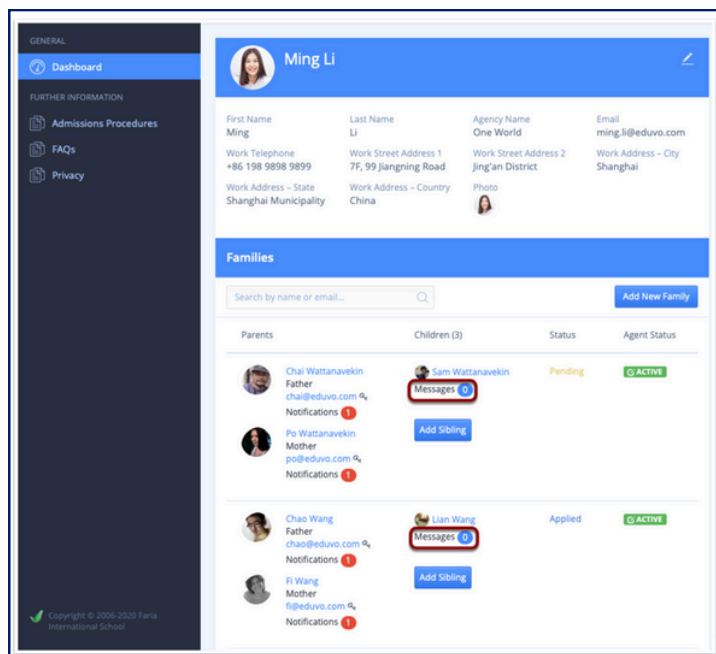 GENERAL
Dashboard
FURTHER INFORMATION
Admissions Procedures
FAQs
Privacy
Copyright © 2006-2020 Faria
International School
Ming Li
First Name
Ming
Last Name
Li
Agency Name
One World
Email
ming.li@eduvo.com
Work Telephone
+86 198 9898 9899
Work Street Address 1
7F, 99 Jiangning Road
Work Street Address 2
Jing'an District
Work Address – City
Shanghai
Work Address – State
Shanghai Municipality
Work Address – Country
China
Photo
Families
Search by name or email...
Add New Family
Parents Children (3) Status Agent Status
Chai Wattanavekin
Father
chai@eduvo.com
Notifications 1
Po Wattanavekin
Mother
po@eduvo.com
Notifications 1
Sam Wattanavekin
Messages 0
Add Sibling
Pending
ACTIVE
Chao Wang
Father
chao@eduvo.com
Notifications 1
Fi Wang
Mother
fi@eduvo.com
Notifications 1
Lian Wang
Messages 0
Add Sibling
Applied
ACTIVE